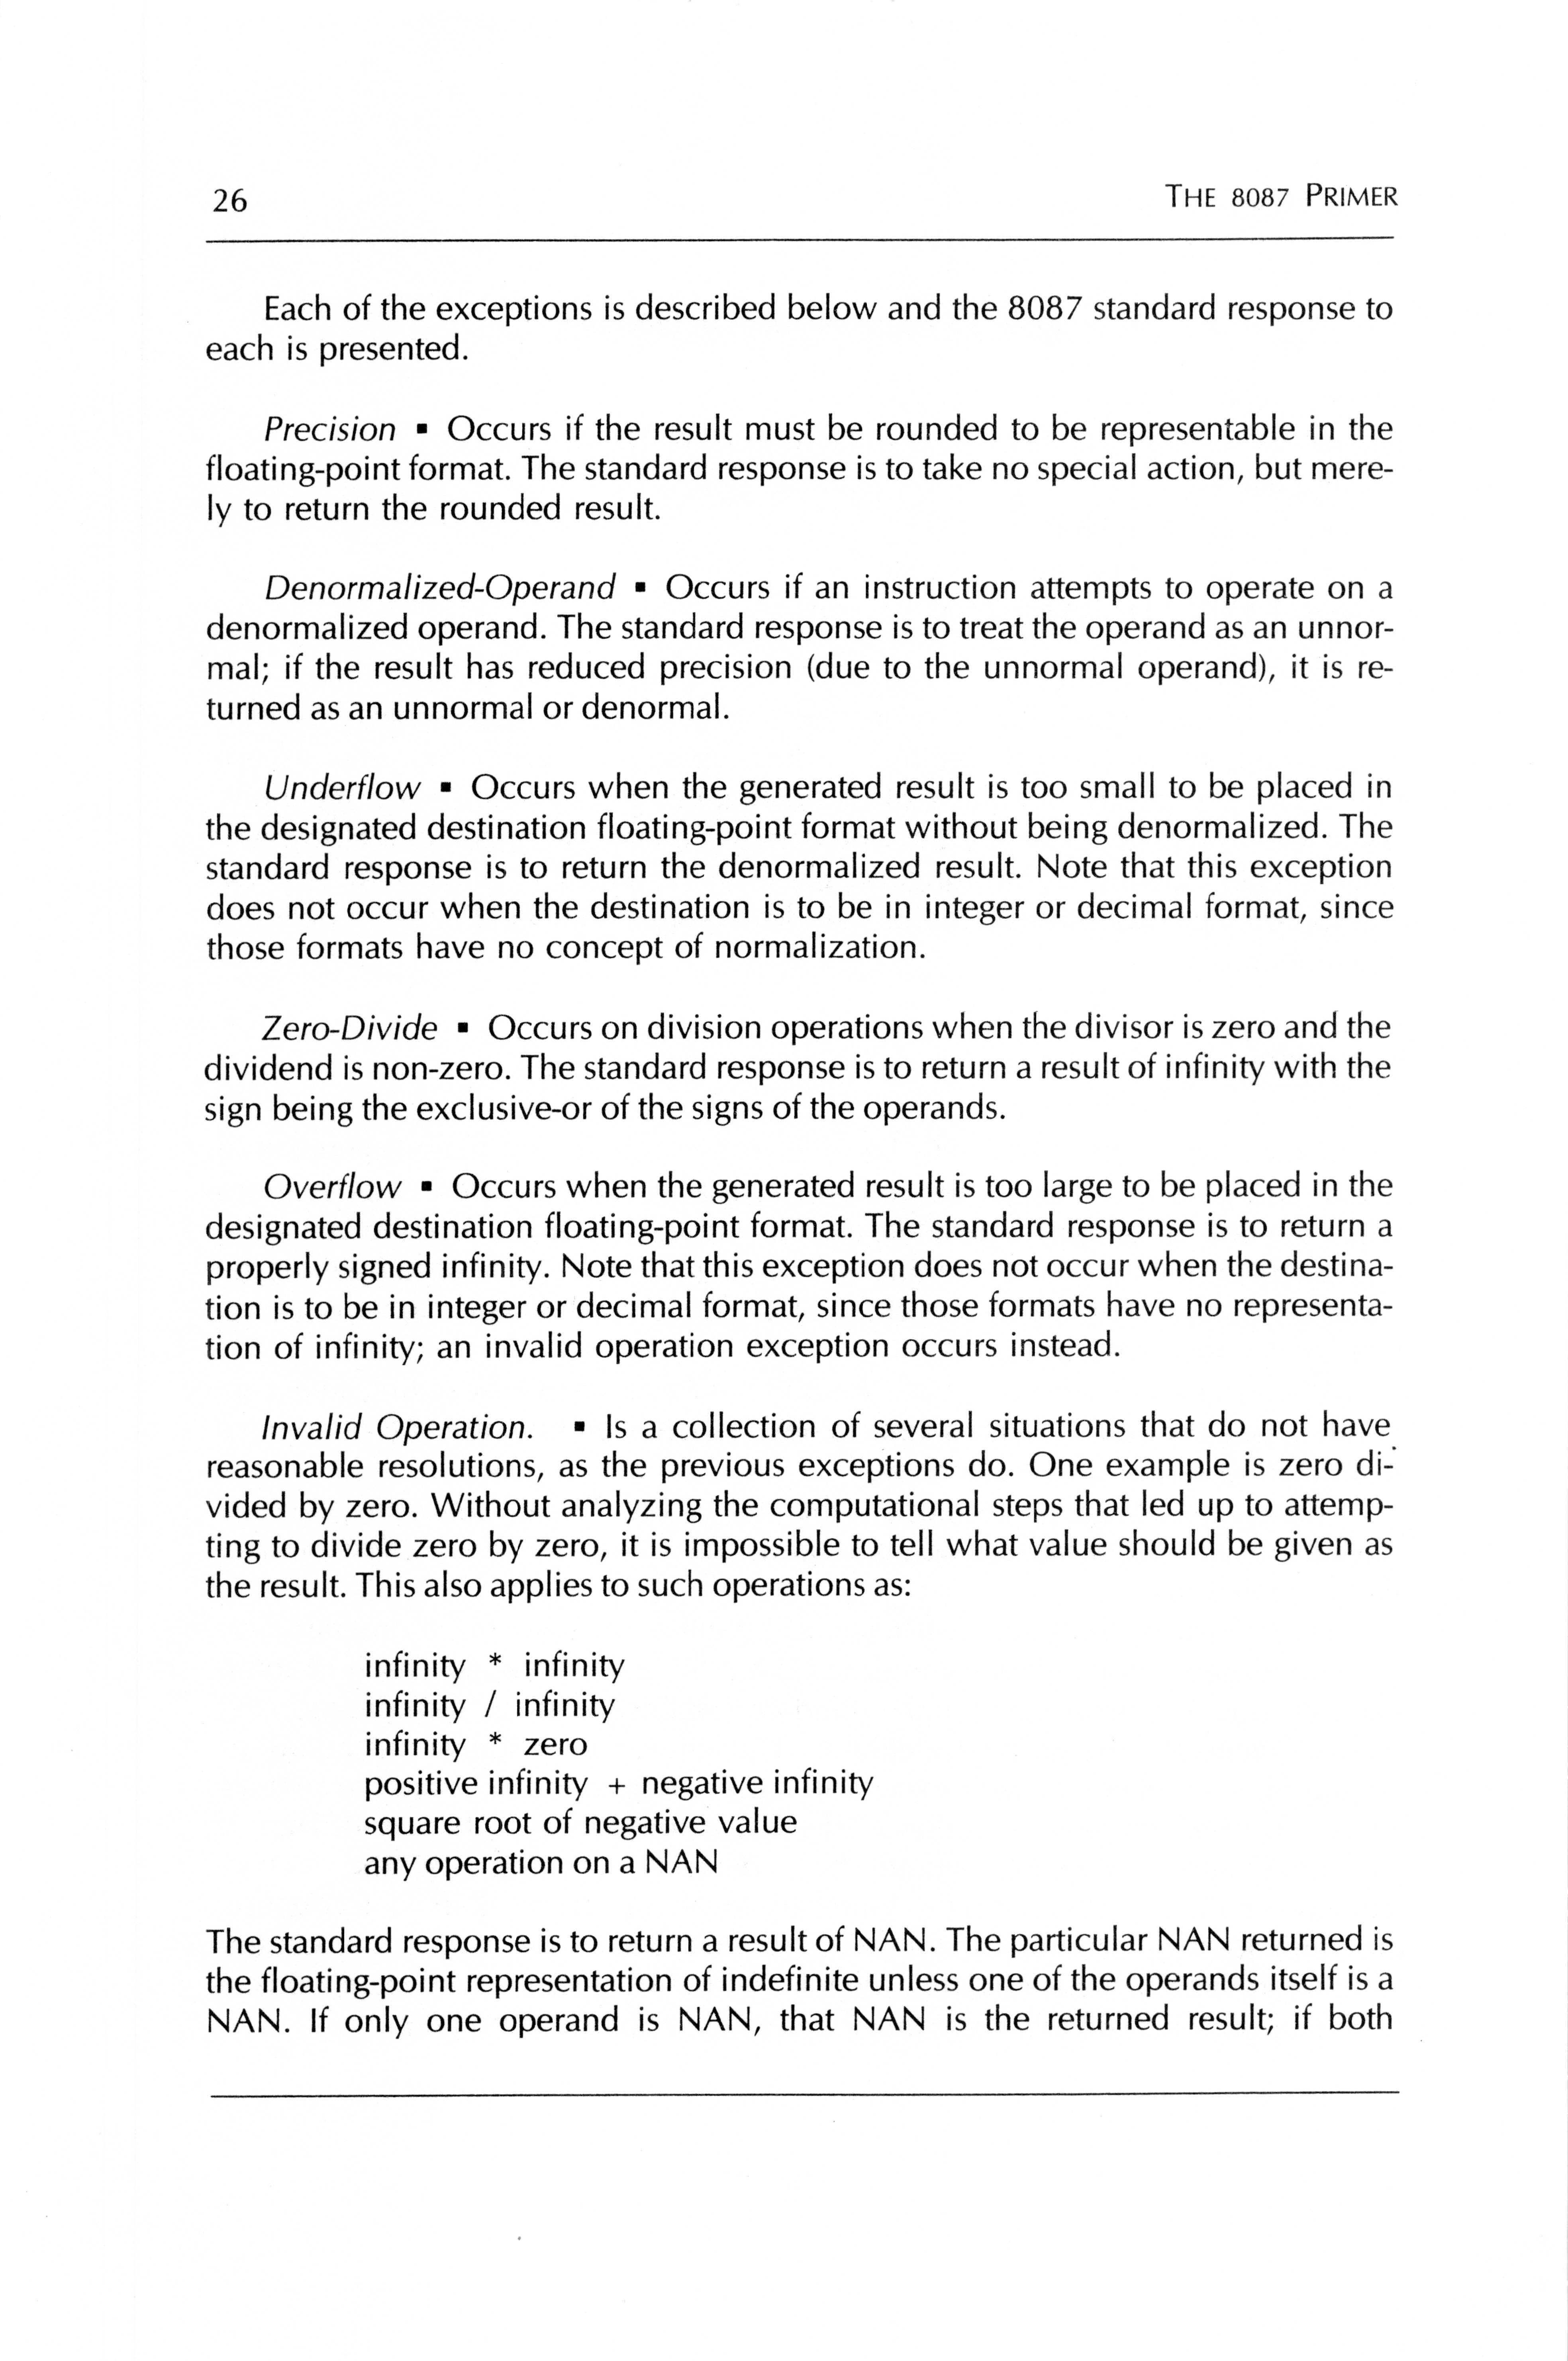 26
THE 8087 PRIMER
Each of the exceptions is described below and the 8087 standard response to
each is presented.
Precision ▪ Occurs if the result must be rounded to be representable in the
floating-point format. The standard response is to take no special action, but mere-
ly to return the rounded result.
Denormalized-Operand ▪ Occurs if an instruction attempts to operate on a
denormalized operand. The standard response is to treat the operand as an unnor-
mal; if the result has reduced precision (due to the unnormal operand), it is re-
turned as an unnormal or denormal.
Underflow ▪ Occurs when the generated result is too small to be placed in
the designated destination floating-point format without being denormalized. The
standard response is to return the denormalized result. Note that this exception
does not occur when the destination is to be in integer or decimal format, since
those formats have no concept of normalization.
Zero-Divide ▪ Occurs on division operations when the divisor is zero and the
dividend is non-zero. The standard response is to return a result of infinity with the
sign being the exclusive-or of the signs of the operands.
Overflow ▪ Occurs when the generated result is too large to be placed in the
designated destination floating-point format. The standard response is to return a
properly signed infinity. Note that this exception does not occur when the destina-
tion is to be in integer or decimal format, since those formats have no representa-
tion of infinity; an invalid operation exception occurs instead.
Invalid Operation. ▪ Is a collection of several situations that do not have
reasonable resolutions, as the previous exceptions do. One example is zero di-
vided by zero. Without analyzing the computational steps that led up to attemp-
ting to divide zero by zero, it is impossible to tell what value should be given as
the result. This also applies to such operations as:
infinity * infinity
infinity / infinity
infinity * zero
positive infinity + negative infinity
square root of negative value
any operation on a NAN
The standard response is to return a result of NAN. The particular NAN returned is
the floating-point representation of indefinite unless one of the operands itself is a
NAN. If only one operand is NAN, that NAN is the returned result; if both